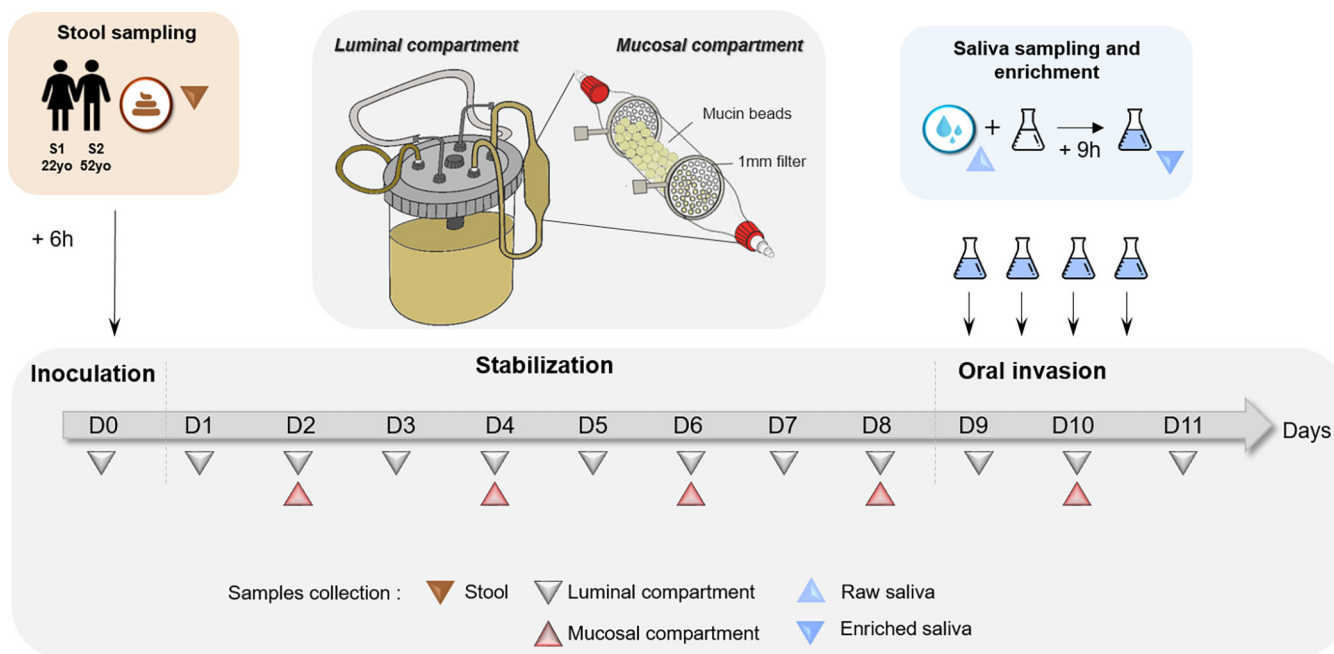 Stool sampling
S1 S2
22yo 52yo
+ 6h
Luminal compartment
Mucosal compartment
Mucin beads
1mm filter
Saliva sampling and
enrichment
+
+ 9h
Inoculation
Stabilization
Oral invasion
D0 D1 D2 D3 D4 D5 D6 D7 D8 D9 D10 D11
Days
Samples collection : Stool Luminal compartment Raw saliva
Mucosal compartment Enriched saliva